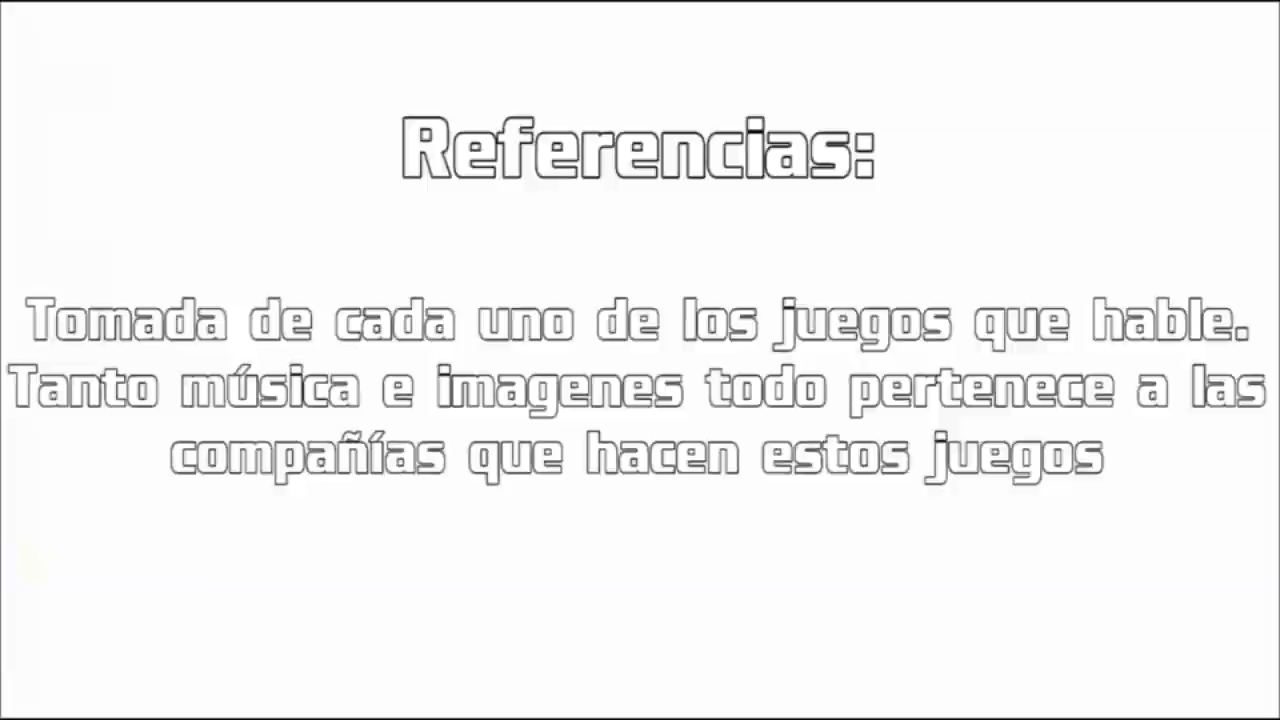 Referencias:
Tomada de cada uno de los juegos que hable.
Tanto música e imagenes todo pertenece a las
compañías que hacen estos juegos